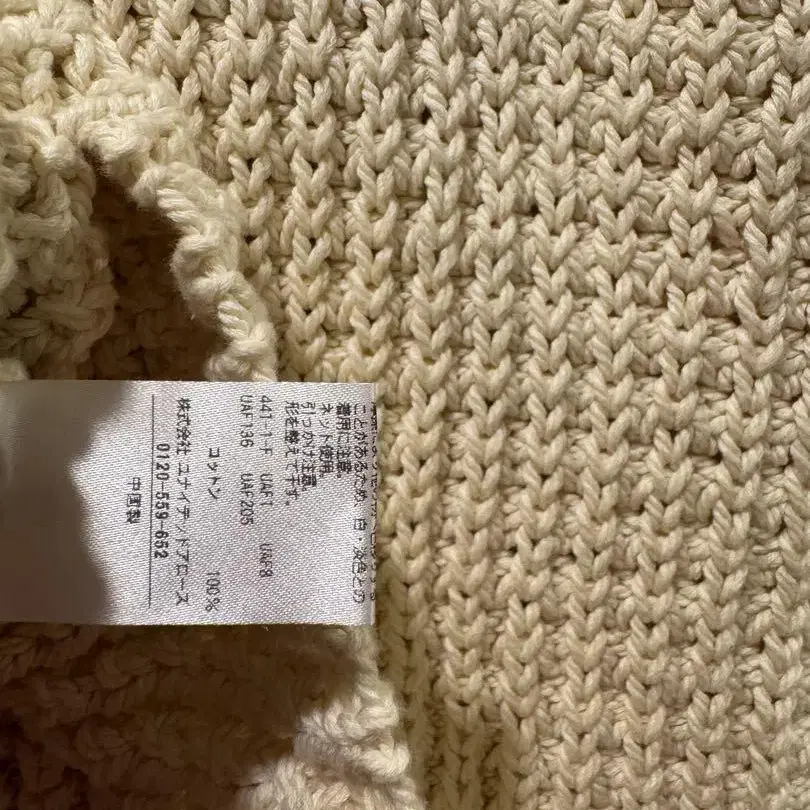 ことがあるため、白・淡色との
着用に注意。
ネット使用。
引っかけ注意。
形を整えて干す。
441-1-F UAF1 UAF8
UAF136 UAF205
コットン 100%
株式会社 ユナイテッドアローズ
0120-559-652
中国製